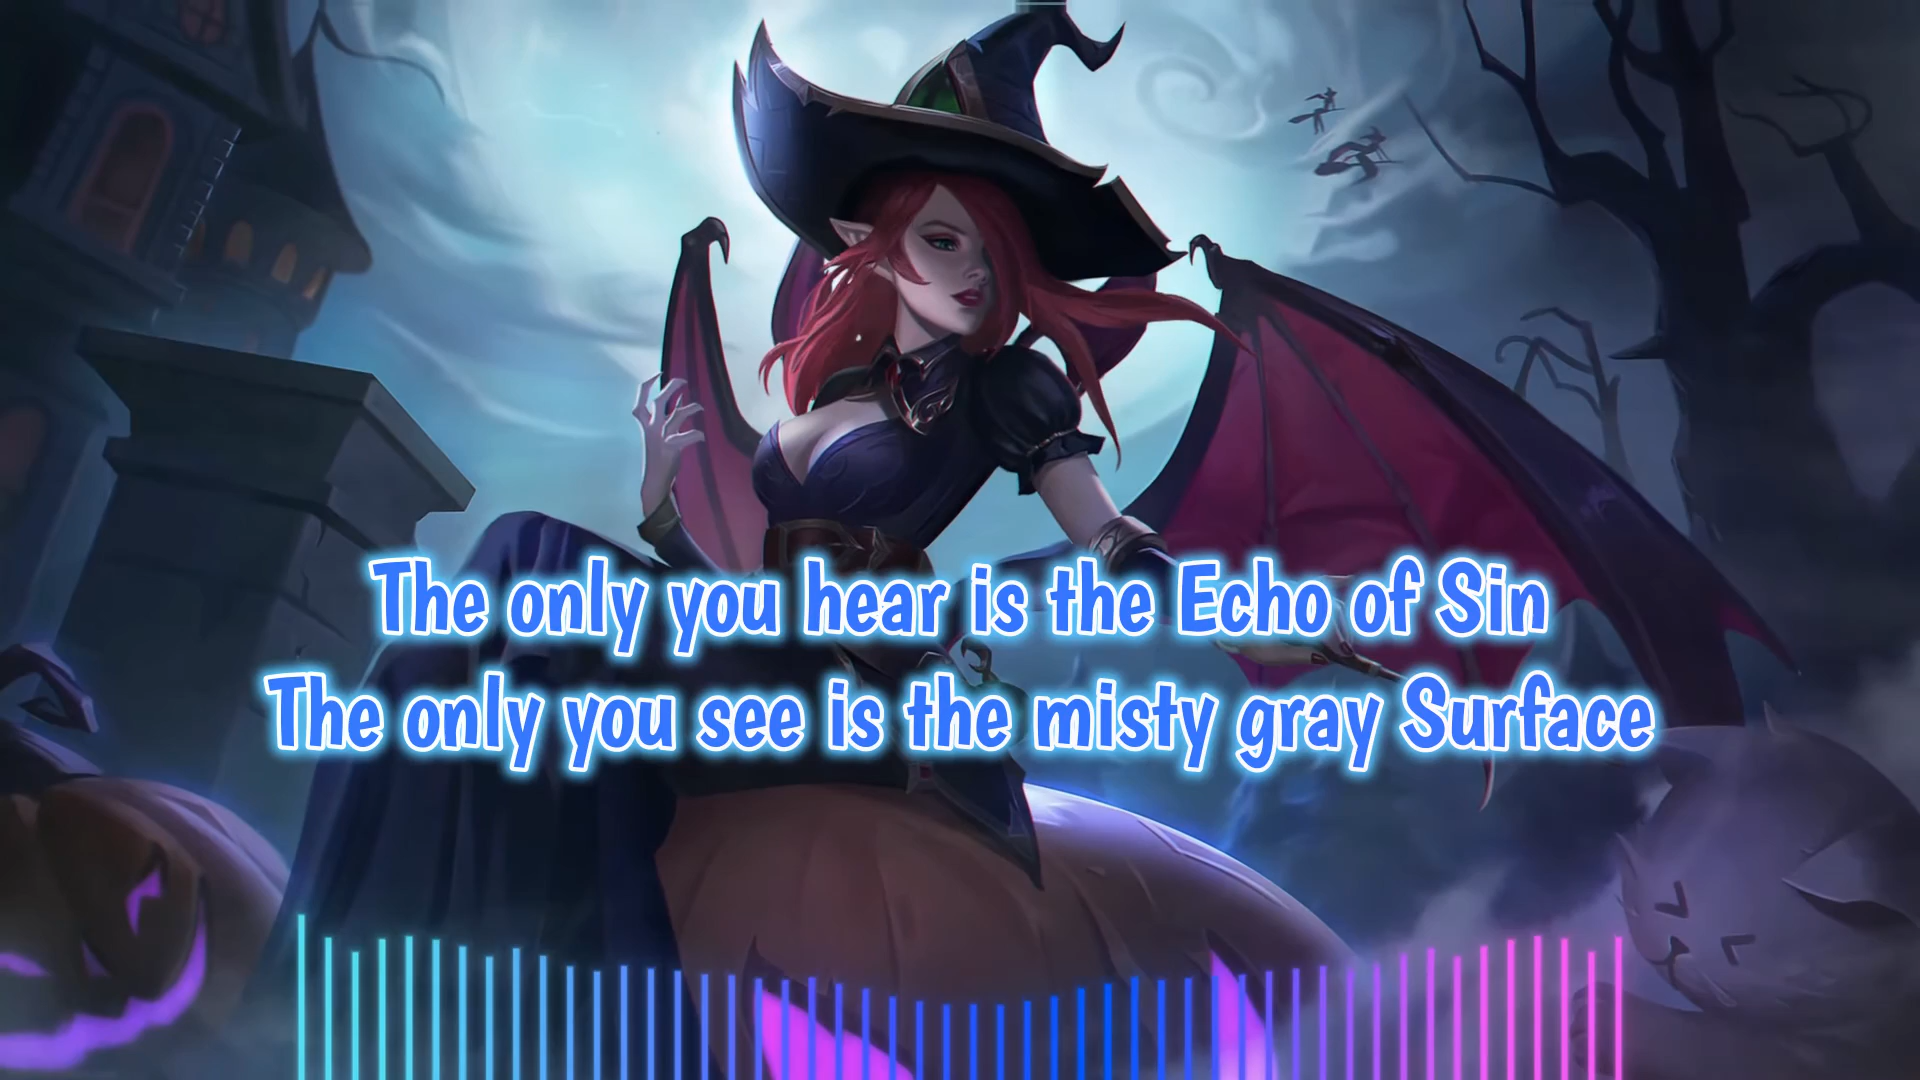 The only you hear is the Echo of Sin
The only you see is the misty gray Surface